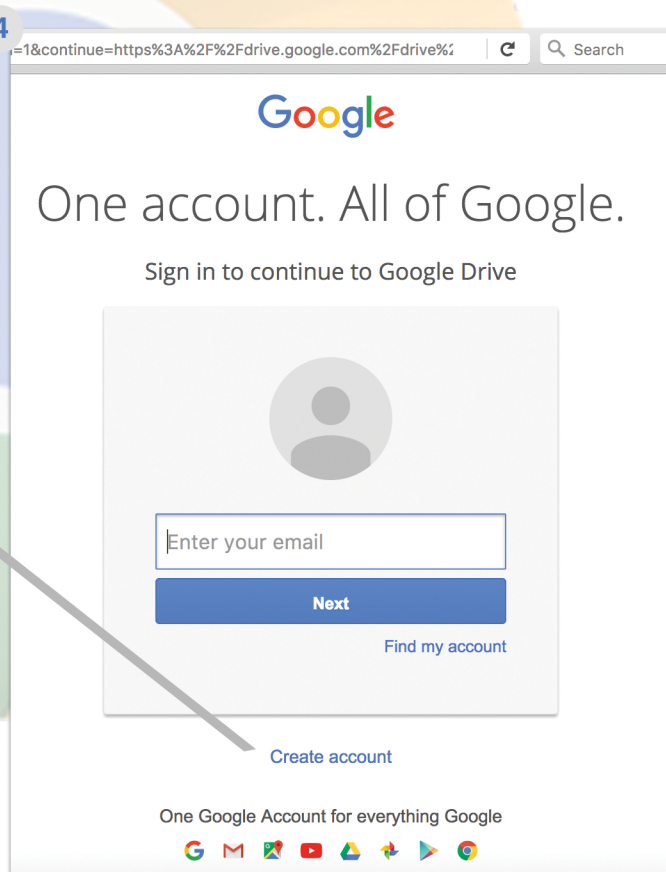 4
=1&continue=https%3A%2F%2Fdrive.google.com%2Fdrive%2
Search
Google
One account. All of Google.
Sign in to continue to Google Drive
Enter your email
Next
Find my account
Create account
One Google Account for everything Google